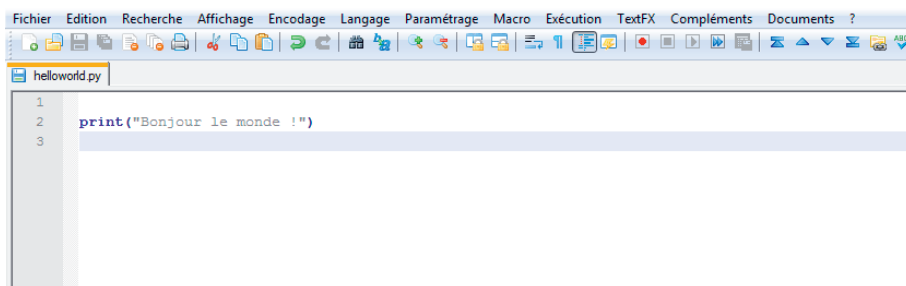 Fichier Edition Recherche Affichage Encodage Langage Paramétrage Macro Exécution TextFX Compléments Documents ?
helloworld.py
1
2 print("Bonjour le monde !")
3